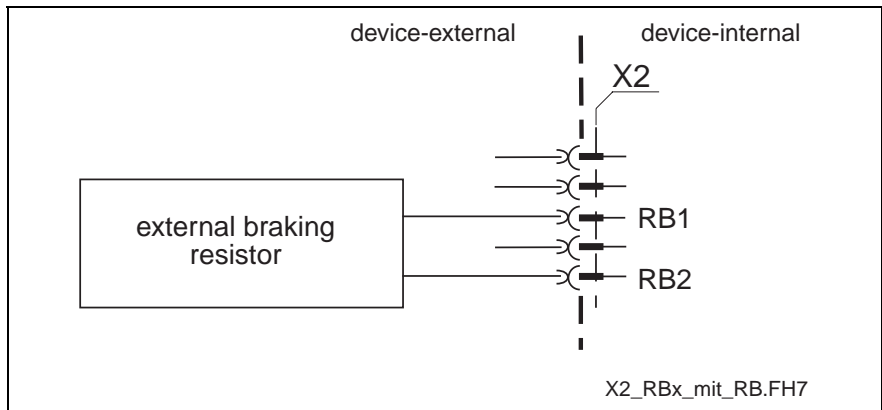 device-external
device-internal
X2
external braking
resistor
RB1
RB2
X2_RBx_mit_RB.FH7